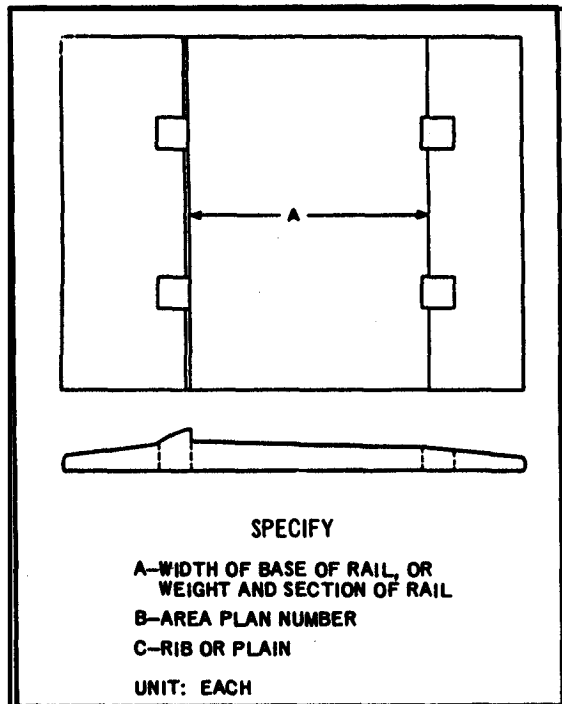 A
SPECIFY
A—WIDTH OF BASE OF RAIL, OR
WEIGHT AND SECTION OF RAIL
B—AREA PLAN NUMBER
C—RIB OR PLAIN
UNIT: EACH